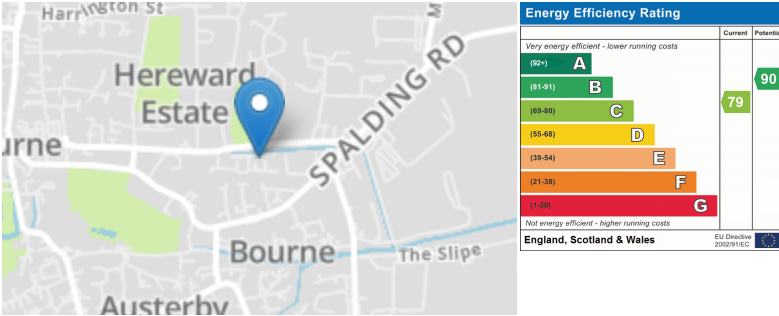 Harrington St
M
Hereward
Estate
SPALDING RD
urne
Bourne
The Slipe
Austerby
Energy Efficiency Rating
Current
Potentia
Very energy efficient - lower running costs
(92+) A
(81-91) B
(69-80) C
(55-68) D
(39-54) E
(21-38) F
(1-20) G
79
90
Not energy efficient - higher running costs
England, Scotland & Wales
EU Directive
2002/91/EC